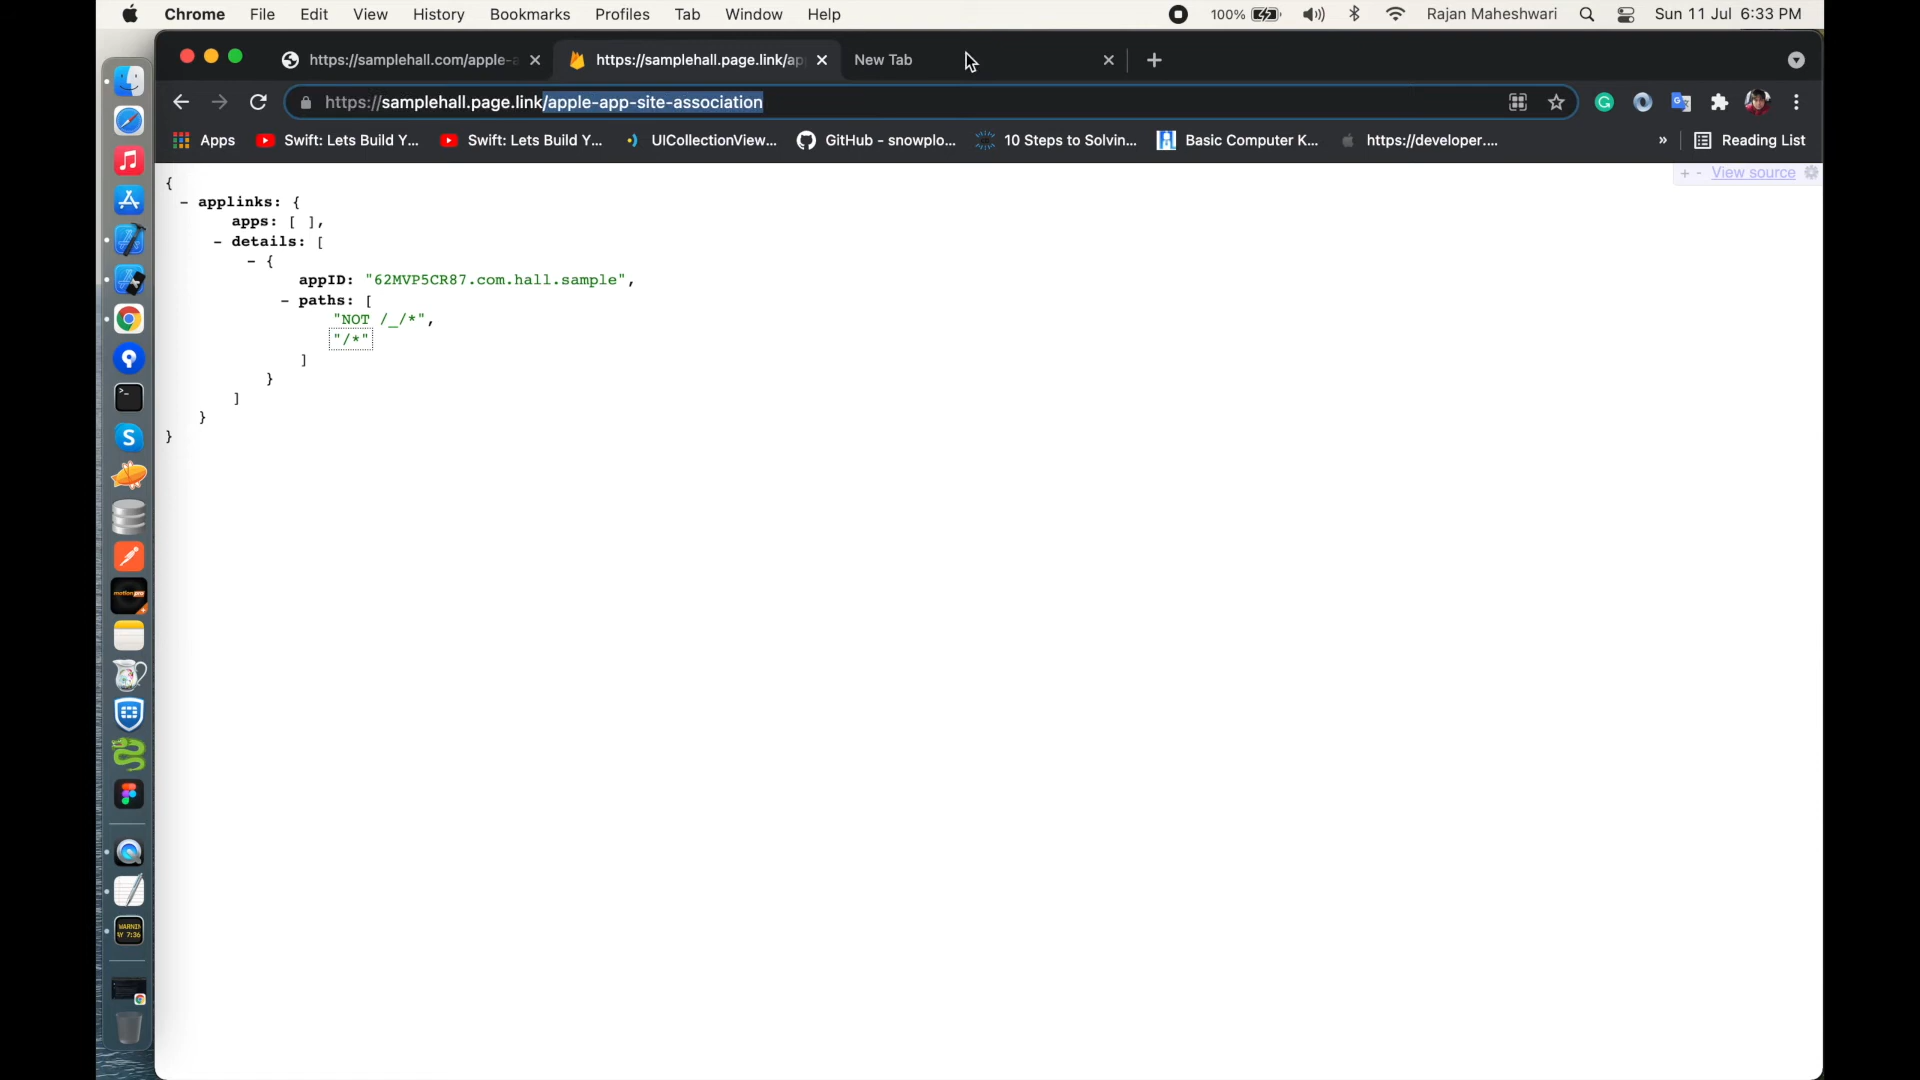 Chrome File Edit View History Bookmarks Profiles Tab Window Help 100% Rajan Maheshwari Sun 11 Jul 6:33 PM
https://samplehall.com/apple-a https://samplehall.page.link/ap New Tab
https://samplehall.page.link/apple-app-site-association
Apps Swift: Lets Build Y... Swift: Lets Build Y... UICollectionView... GitHub - snowplo... 10 Steps to Solvin... Basic Computer K... https://developer.... » Reading List
+ - View source
{
- applinks: {
apps: [ ],
- details: [
- {
appID: "62MVP5CR87.com.hall.sample",
- paths: [
"NOT /_/*",
"/*"
]
}
]
}
}